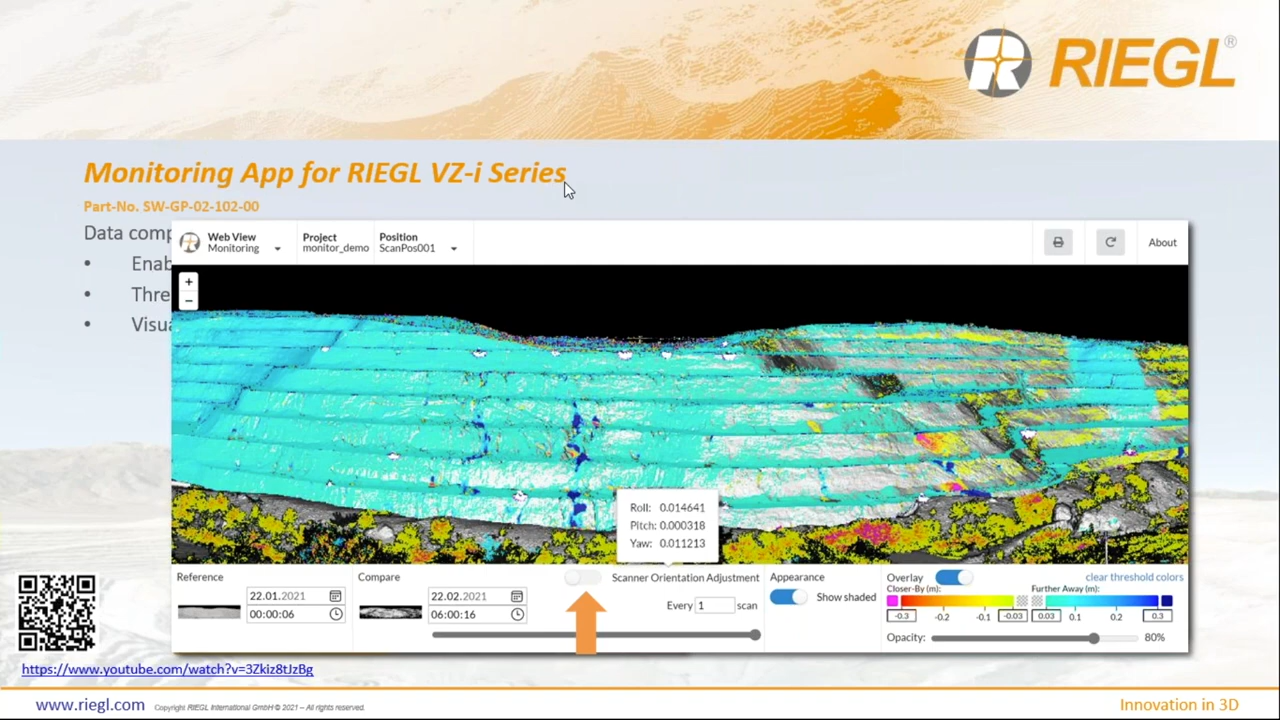 RIEGL®
Monitoring App for RIEGL VZ-i Series
Part-No. SW-GP-02-102-00
Data comp
• Enab
• Thre
• Visua
Web View
Monitoring
Project
monitor_demo
Position
ScanPos001
About
+
−
Roll: 0.014641
Pitch: 0.000318
Yaw: 0.011213
Reference
22.01.2021
00:00:06
Compare
22.02.2021
06:00:16
Scanner Orientation Adjustment
Every 1 scan
Appearance
Show shaded
Overlay
clear threshold colors
Closer-By (m):
Further Away (m):
-0.3 -0.2 -0.1 -0.03 0.03 0.1 0.2 0.3
Opacity: 80%
https://www.youtube.com/watch?v=3Zkiz8tJzBg
www.riegl.com
Copyright RIEGL International GmbH © 2021 – All rights reserved.
Innovation in 3D